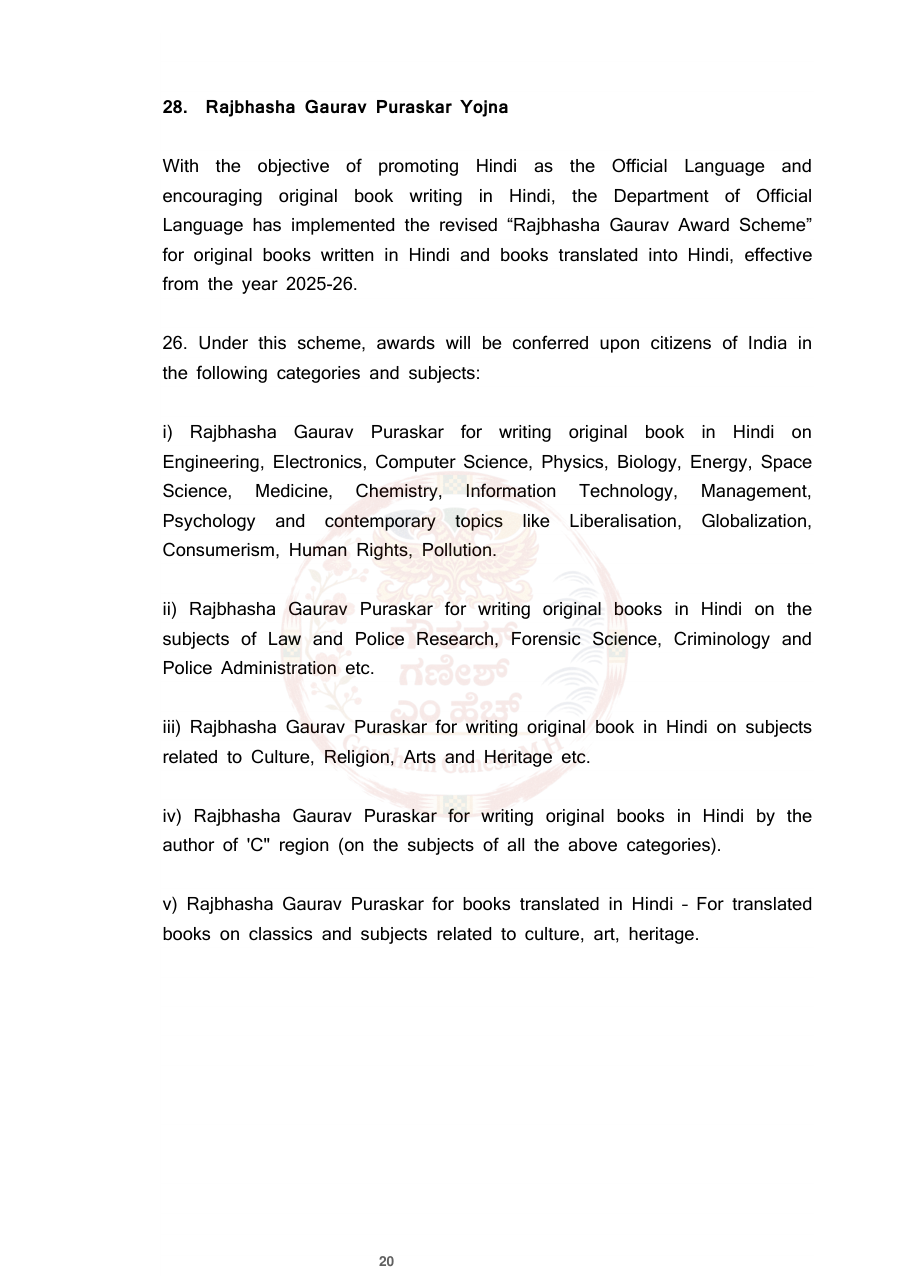 28. Rajbhasha Gaurav Puraskar Yojna
With the objective of promoting Hindi as the Official Language and
encouraging original book writing in Hindi, the Department of Official
Language has implemented the revised “Rajbhasha Gaurav Award Scheme”
for original books written in Hindi and books translated into Hindi, effective
from the year 2025-26.
26. Under this scheme, awards will be conferred upon citizens of India in
the following categories and subjects:
i) Rajbhasha Gaurav Puraskar for writing original book in Hindi on
Engineering, Electronics, Computer Science, Physics, Biology, Energy, Space
Science, Medicine, Chemistry, Information Technology, Management,
Psychology and contemporary topics like Liberalisation, Globalization,
Consumerism, Human Rights, Pollution.
ii) Rajbhasha Gaurav Puraskar for writing original books in Hindi on the
subjects of Law and Police Research, Forensic Science, Criminology and
Police Administration etc.
ಗೌತಮ್
ಗಣೇಶ್
ಎಂ ಹೆಚ್
iii) Rajbhasha Gaurav Puraskar for writing original book in Hindi on subjects
related to Culture, Religion, Arts and Heritage etc.
Goutham Ganesh M H
iv) Rajbhasha Gaurav Puraskar for writing original books in Hindi by the
author of 'C" region (on the subjects of all the above categories).
v) Rajbhasha Gaurav Puraskar for books translated in Hindi – For translated
books on classics and subjects related to culture, art, heritage.
20